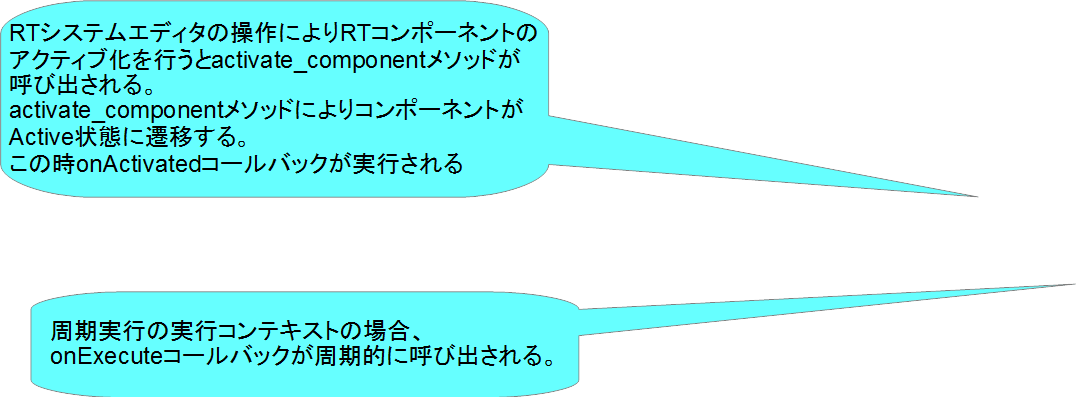 RTシステムエディタの操作によりRTコンポーネントの
アクティブ化を行うとactivate_componentメソッドが
呼び出される。
activate_componentメソッドによりコンポーネントが
Active状態に遷移する。
この時onActivatedコールバックが実行される
周期実行の実行コンテキストの場合、
onExecuteコールバックが周期的に呼び出される。